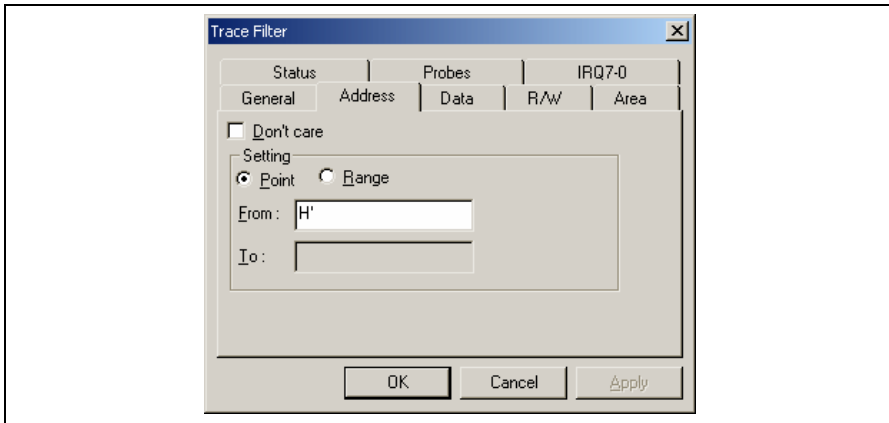 Trace Filter
Status Probes IRQ7-0
General Address Data R/W Area
Don't care
Setting
Point Range
From : H'
To :
OK Cancel Apply